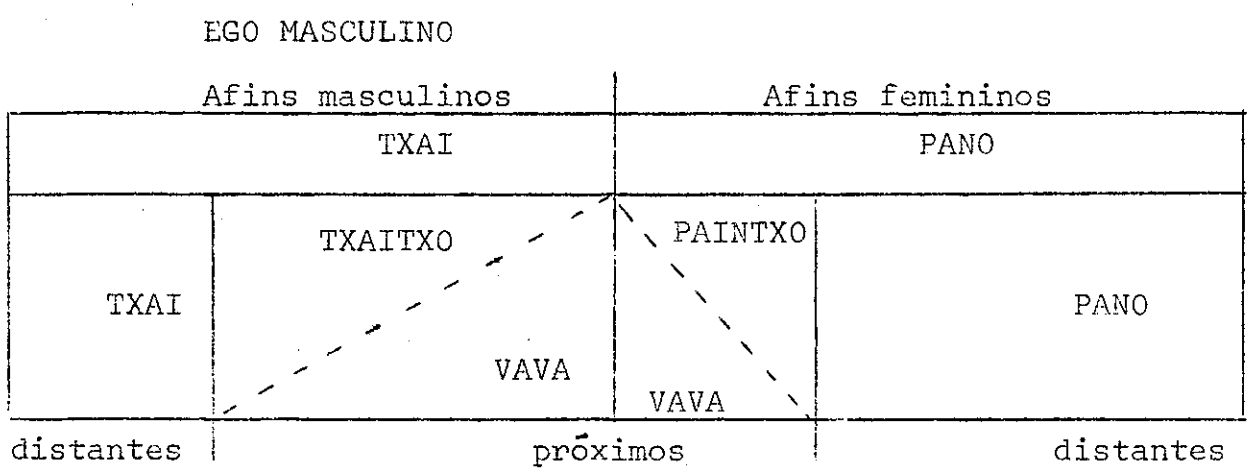 EGO MASCULINO
Afins masculinos Afins femininos
TXAI PANO
TXAITXO PAINTXO
TXAI PANO
VAVA VAVA
distantes próximos distantes